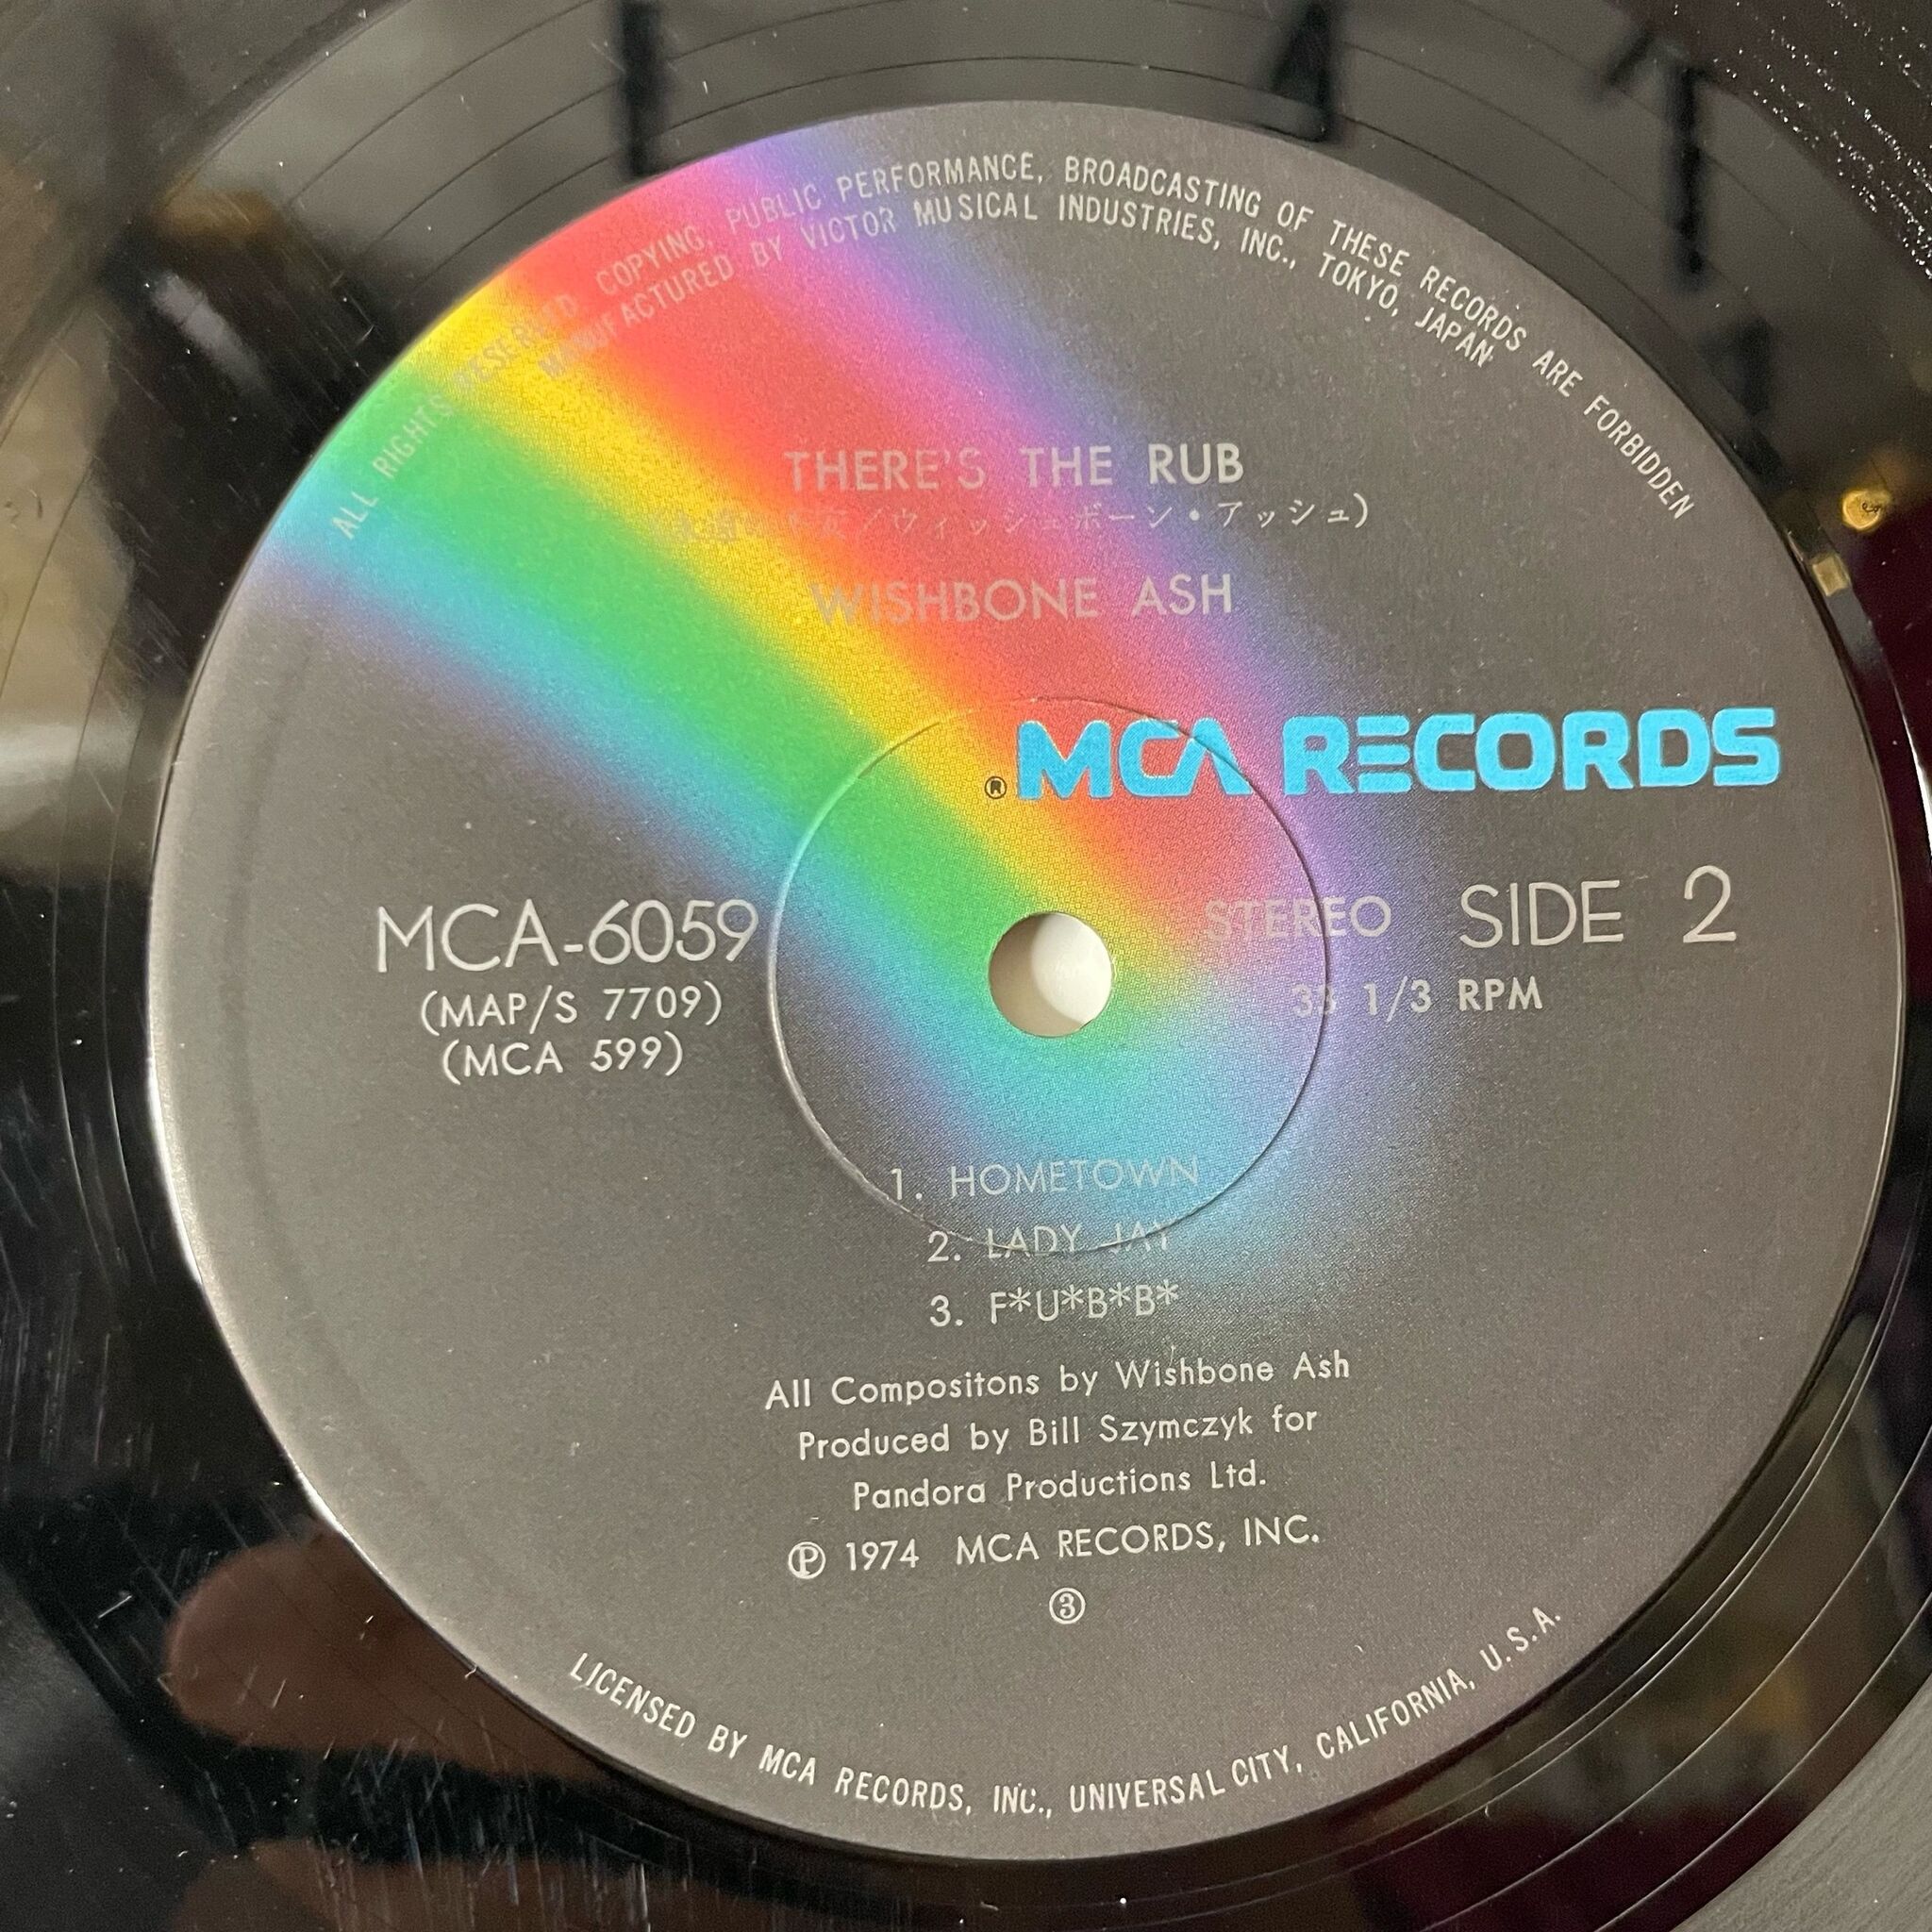 ALL RIGHTS RESERVED. COPYING, PUBLIC PERFORMANCE, BROADCASTING OF THESE RECORDS ARE FORBIDDEN
MANUFACTURED BY VICTOR MUSICAL INDUSTRIES, INC., TOKYO, JAPAN
THERE'S THE RUB
ウィッシュボーン・アッシュ)
WISHBONE ASH
® MCA RECORDS
MCA-6059
(MAP/S 7709)
(MCA 599)
STEREO SIDE 2
33 1/3 RPM
1. HOMETOWN
2. LADY JAY
3. F*U*B*B*
All Compositons by Wishbone Ash
Produced by Bill Szymczyk for
Pandora Productions Ltd.
Ⓟ 1974 MCA RECORDS, INC.
③
LICENSED BY MCA RECORDS, INC., UNIVERSAL CITY, CALIFORNIA, U.S.A.